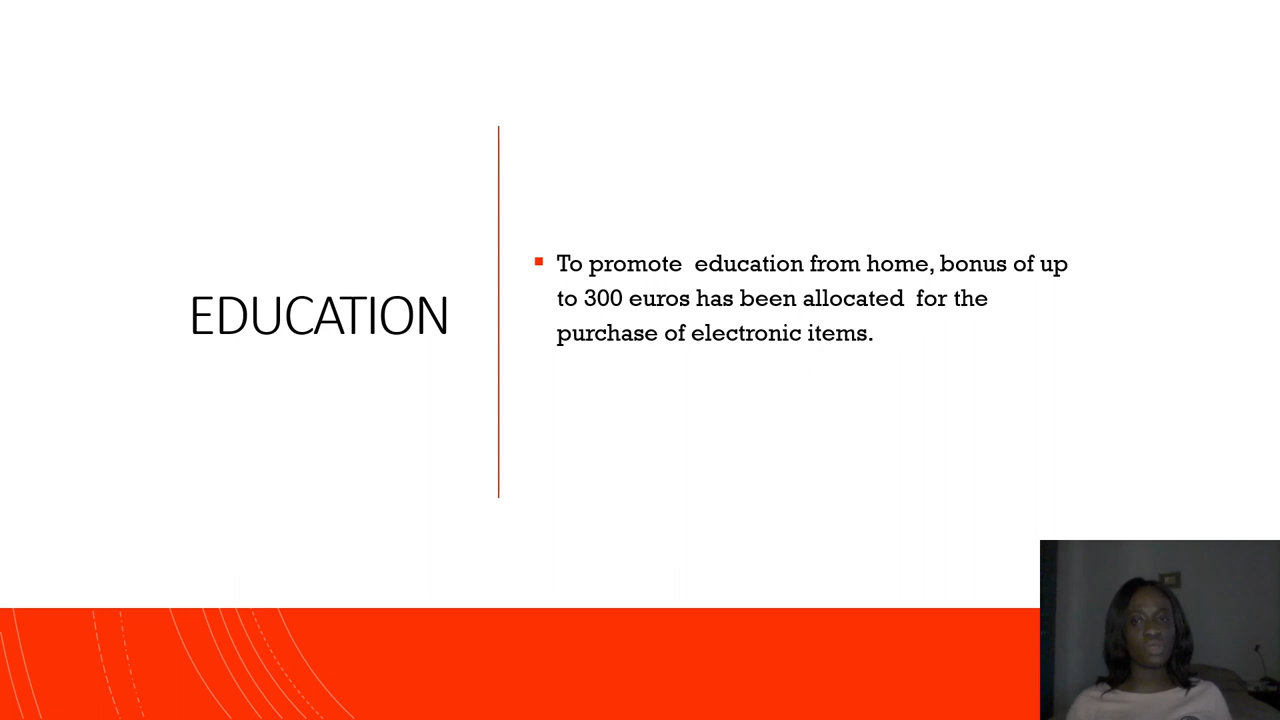 EDUCATION
To promote  education from home, bonus of up
to 300 euros has been allocated  for the
purchase of electronic items.